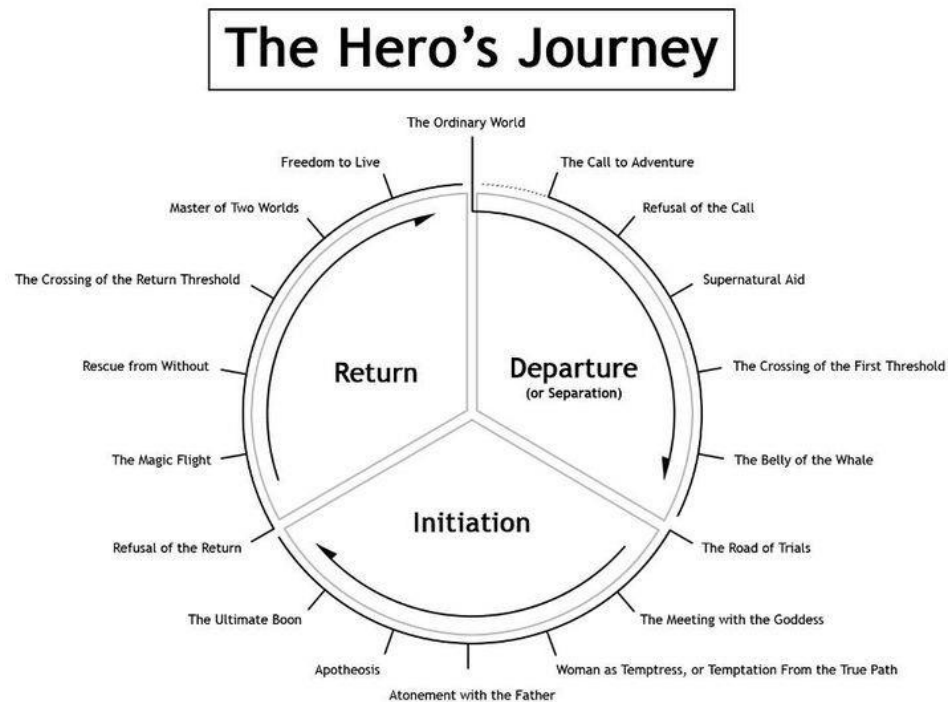 The Hero's Journey
The Ordinary World
The Call to Adventure
Refusal of the Call
Supernatural Aid
The Crossing of the First Threshold
The Belly of the Whale
The Road of Trials
The Meeting with the Goddess
Woman as Temptress, or Temptation From the True Path
Atonement with the Father
Apotheosis
The Ultimate Boon
Refusal of the Return
The Magic Flight
Rescue from Without
The Crossing of the Return Threshold
Master of Two Worlds
Freedom to Live
Departure
(or Separation)
Initiation
Return